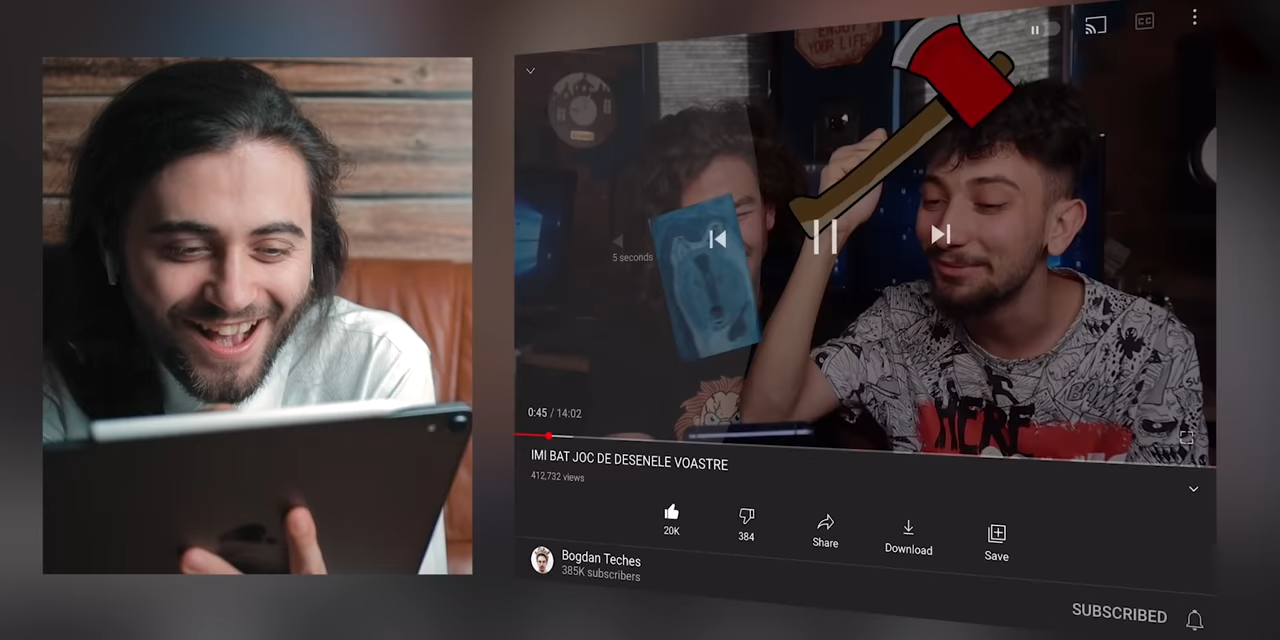 ENJOY
YOUR LIFE
CC
5 seconds
0:45 / 14:02
HERE
IMI BAT JOC DE DESENELE VOASTRE
412,732 views
20K
384
Share
Download
Save
Bogdan Teches
385K subscribers
SUBSCRIBED